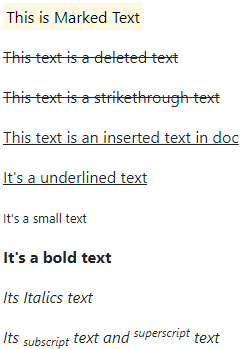 This is Marked Text
This text is a deleted text
This text is a strikethrough text
This text is an inserted text in doc
It's a underlined text
It's a small text
It's a bold text
Its Italics text
Its subscript text and superscript text